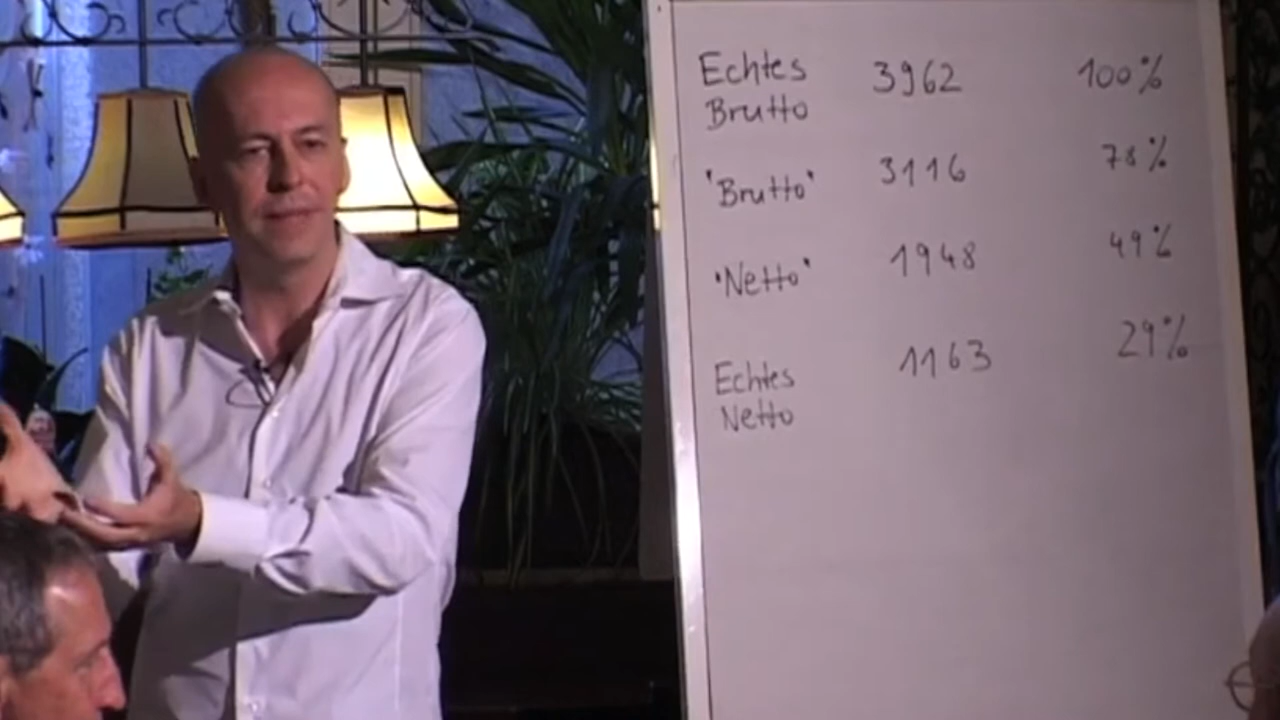 Echtes 3962 100%
Brutto
"Brutto" 3116 78%
"Netto" 1948 49%
Echtes 1163 29%
Netto